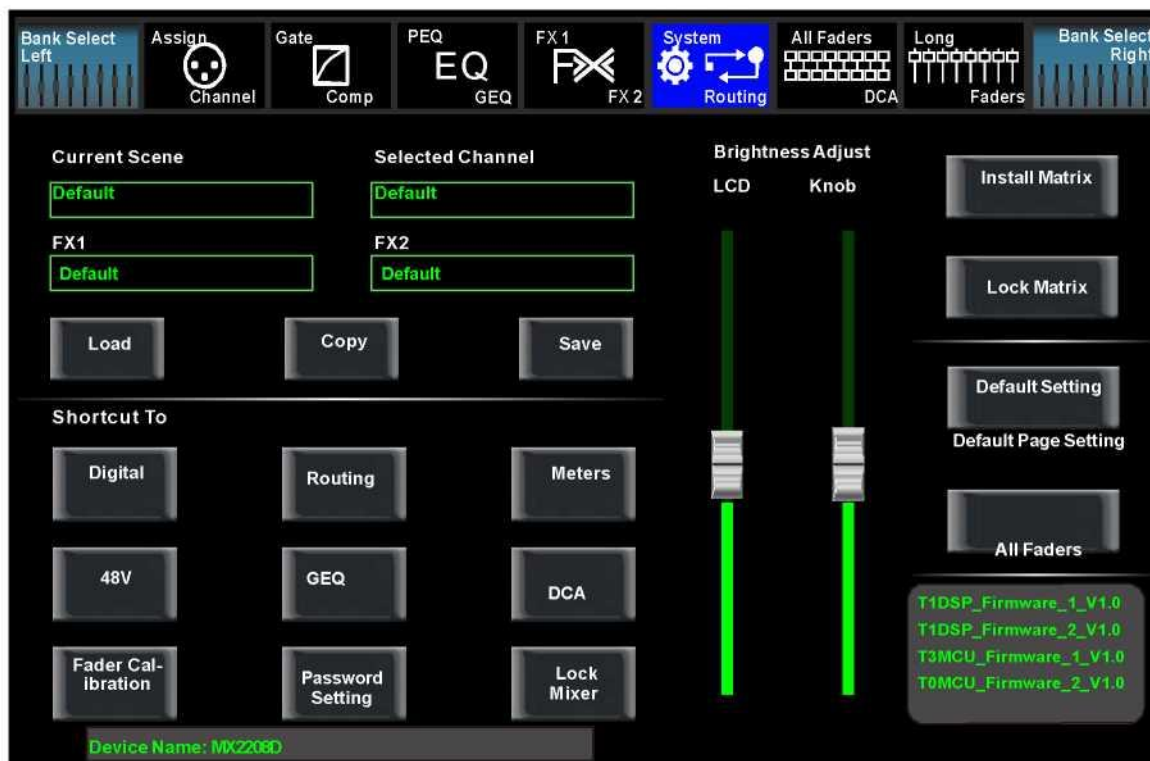 Bank Select
Left
Assign
Channel
Gate
Comp
PEQ
EQ
GEQ
FX1
FX
FX2
System
Routing
All Faders
DCA
Long
Faders
Bank Select
Right
Current Scene
Selected Channel
Default
Default
FX1
FX2
Default
Default
Load
Copy
Save
Brightness Adjust
LCD
Knob
Install Matrix
Lock Matrix
Default Setting
Default Page Setting
All Faders
Shortcut To
Digital
Routing
Meters
48V
GEQ
DCA
Fader Cal-
ibration
Password
Setting
Lock
Mixer
T1DSP_Firmware_1_V1.0
T1DSP_Firmware_2_V1.0
T3MCU_Firmware_1_V1.0
T0MCU_Firmware_2_V1.0
Device Name: MX2208D